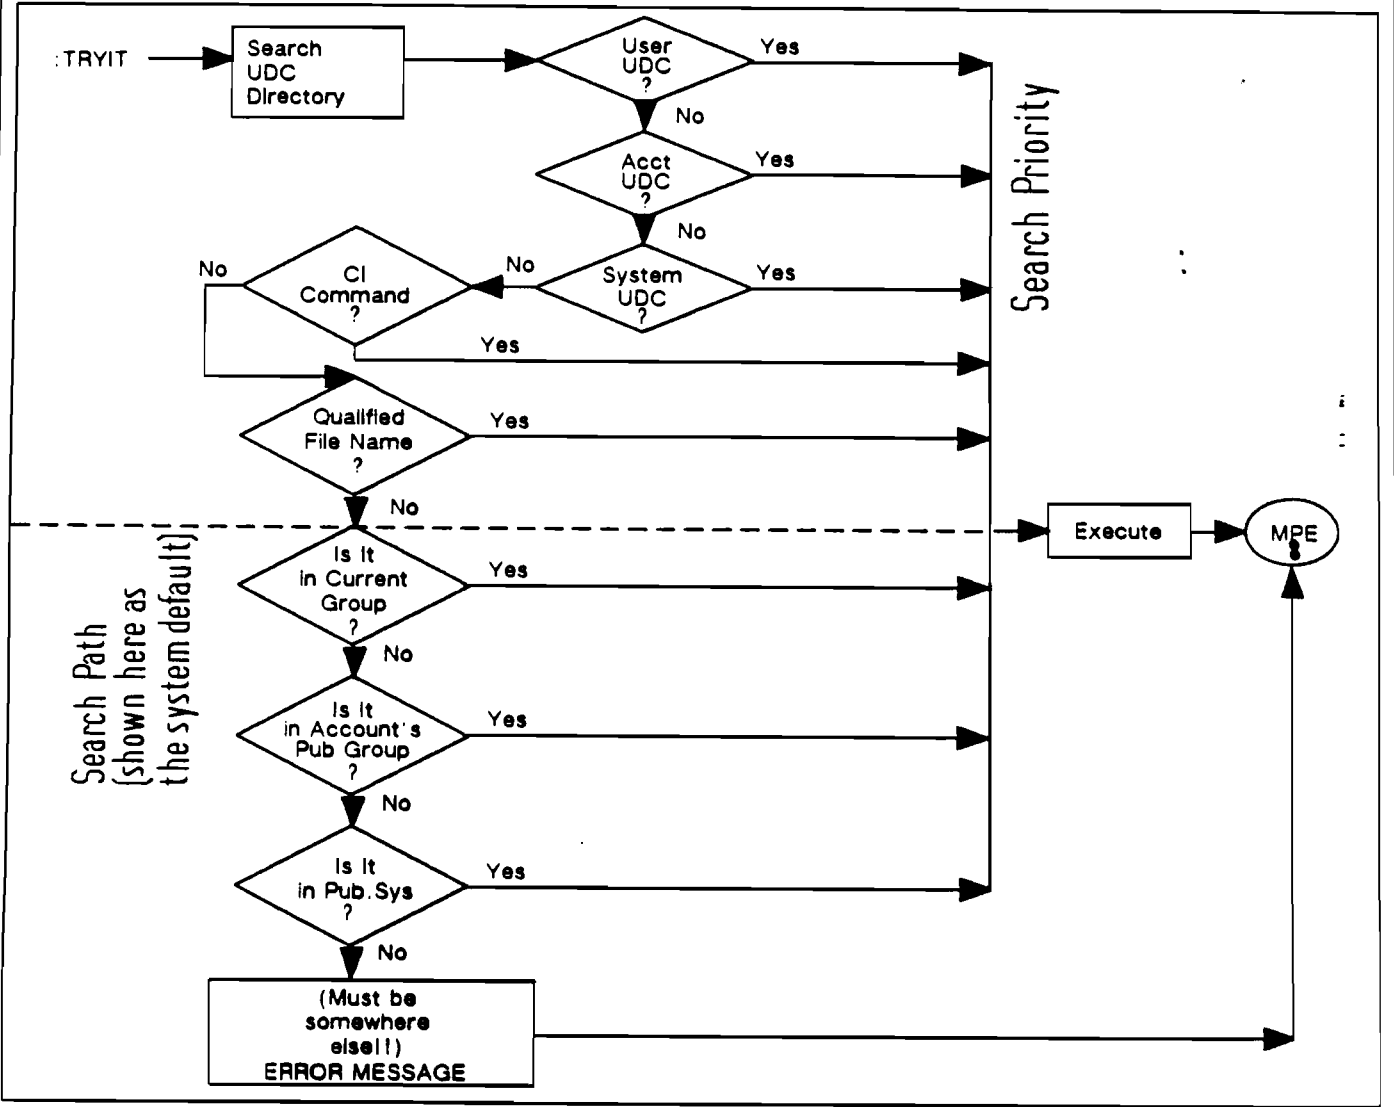 :TRYIT
Search
UDC
Directory
User
UDC
?
Yes
No
Acct
UDC
?
Yes
No
System
UDC
?
Yes
No
CI
Command
?
No
Yes
Qualified
File Name
?
Yes
No
Search Priority
Execute
MPE
:
Search Path
(shown here as
the system default)
Is It
in Current
Group
?
Yes
No
Is It
in Account's
Pub Group
?
Yes
No
Is It
in Pub.Sys
?
Yes
No
(Must be
somewhere
else!!)
ERROR MESSAGE